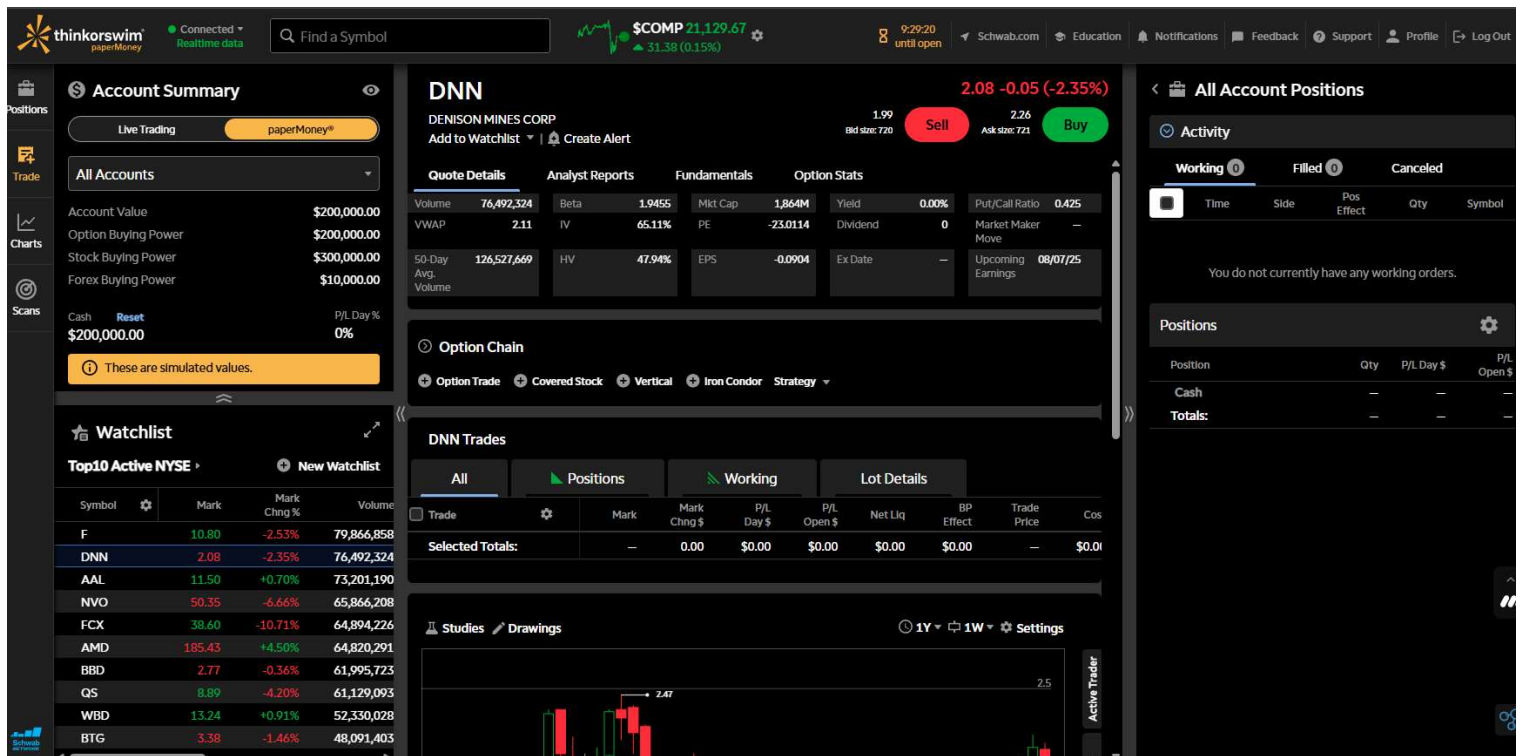 thinkorswim
paperMoney
Connected
Realtime data
Find a Symbol
$COMP 21,129.67
31.38 (0.15%)
9:29:20
until open
Schwab.com
Education
Notifications
Feedback
Support
Profile
Log Out
Positions
Trade
Charts
Scans
Schwab
NETWORK
Account Summary
Live Trading
paperMoney®
All Accounts
Account Value $200,000.00
Option Buying Power $200,000.00
Stock Buying Power $300,000.00
Forex Buying Power $10,000.00
Cash Reset P/L Day %
$200,000.00 0%
These are simulated values.
Watchlist
Top10 Active NYSE New Watchlist
Symbol Mark Mark Chng % Volume
F 10.80 -2.53% 79,866,858
DNN 2.08 -2.35% 76,492,324
AAL 11.50 +0.70% 73,201,190
NVO 50.35 -6.66% 65,866,208
FCX 38.60 -10.71% 64,894,226
AMD 185.43 +4.50% 64,820,291
BBD 2.77 -0.36% 61,995,723
QS 8.89 -4.20% 61,129,093
WBD 13.24 +0.91% 52,330,028
BTG 3.38 -1.46% 48,091,403
DNN
2.08 -0.05 (-2.35%)
DENISON MINES CORP
Add to Watchlist | Create Alert
1.99
Bid size: 720
Sell
2.26
Ask size: 721
Buy
Quote Details Analyst Reports Fundamentals Option Stats
Volume 76,492,324 Beta 1.9455 Mkt Cap 1,864M Yield 0.00% Put/Call Ratio 0.425
VWAP 2.11 IV 65.11% PE -23.0114 Dividend 0 Market Maker Move —
50-Day Avg. Volume 126,527,669 HV 47.94% EPS -0.0904 Ex Date — Upcoming Earnings 08/07/25
Option Chain
Option Trade Covered Stock Vertical Iron Condor Strategy
DNN Trades
All Positions Working Lot Details
Trade Mark Mark Chng $ P/L Day $ P/L Open $ Net Liq BP Effect Trade Price Cos
Selected Totals: — 0.00 $0.00 $0.00 $0.00 $0.00 — $0.00
Studies Drawings 1Y 1W Settings
2.47
2.5
Active Trader
All Account Positions
Activity
Working 0 Filled 0 Canceled
Time Side Pos Effect Qty Symbol
You do not currently have any working orders.
Positions
Position Qty P/L Day $ P/L Open $
Cash — — —
Totals: — — —